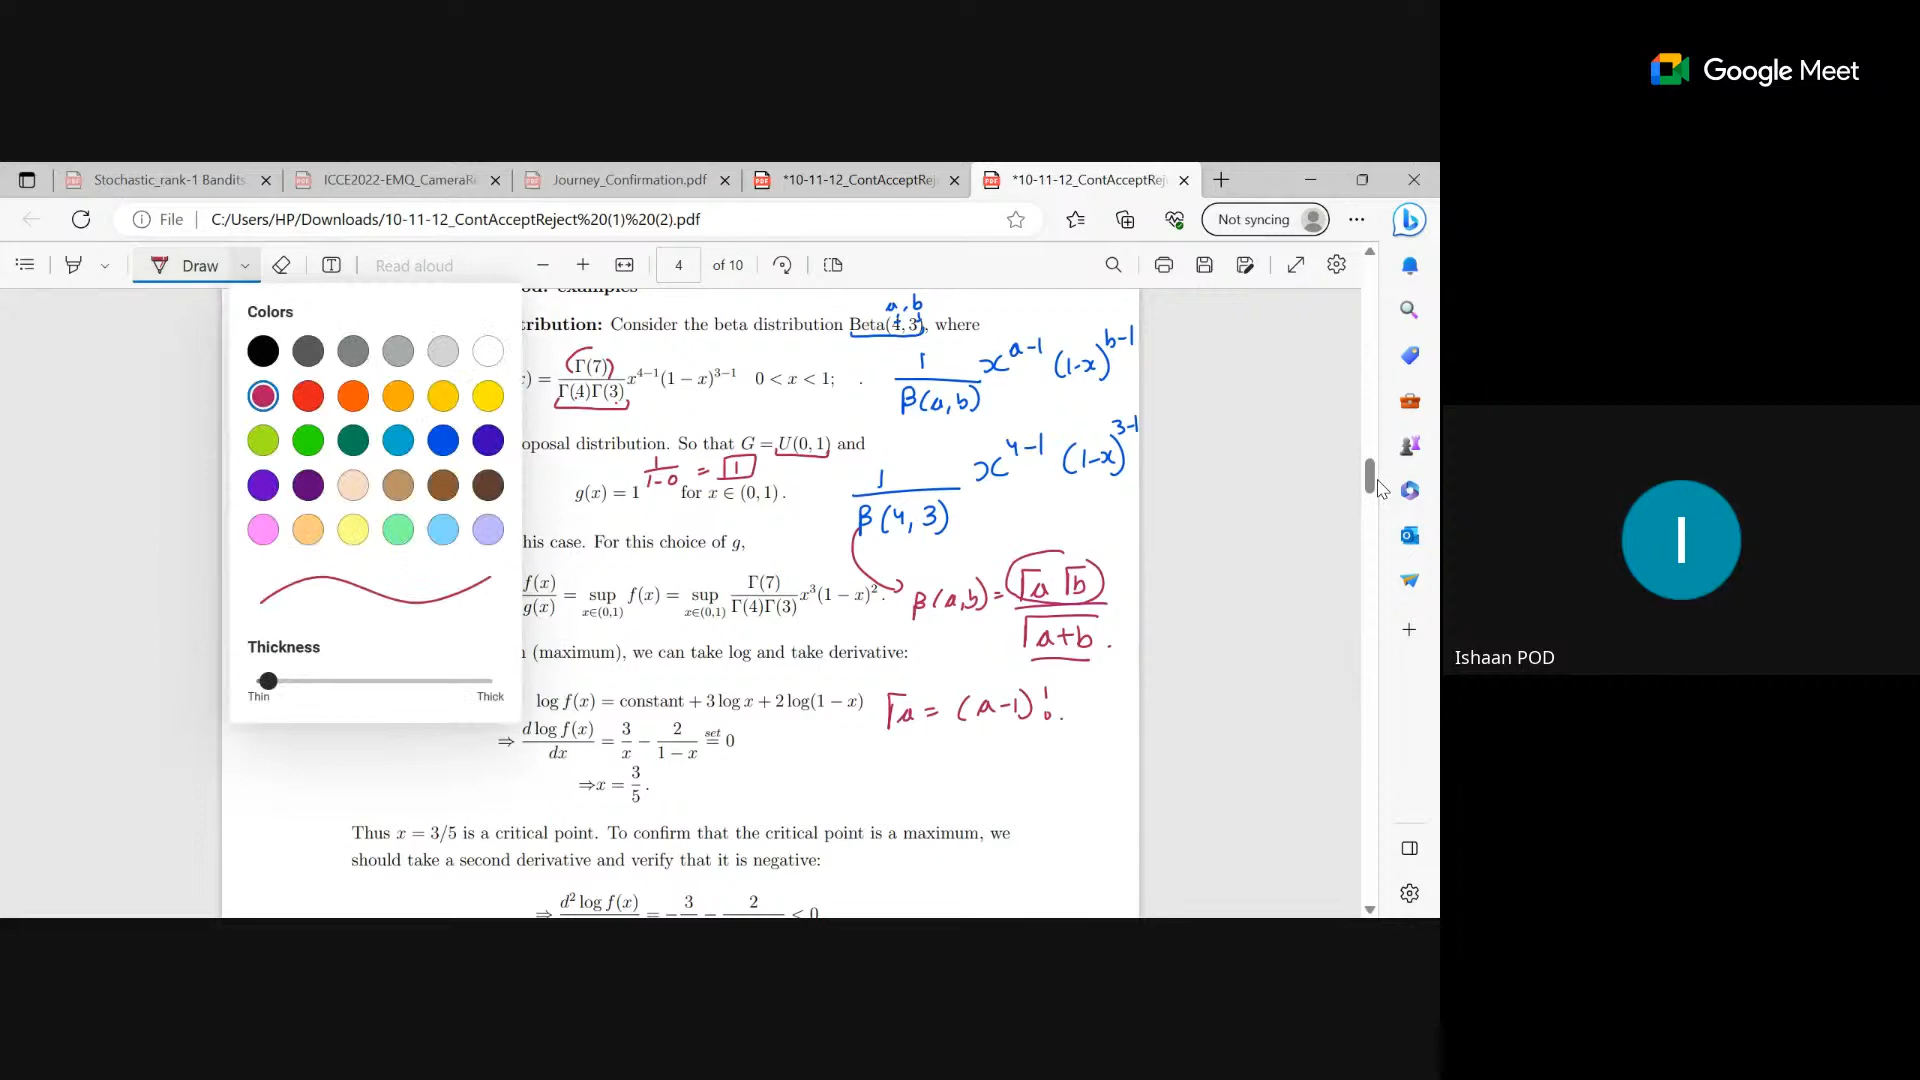 Google Meet
Stochastic_rank-1 Bandits
ICCE2022-EMQ_CameraRe
Journey_Confirmation.pdf
*10-11-12_ContAcceptRej
*10-11-12_ContAcceptRej
File
C:/Users/HP/Downloads/10-11-12_ContAcceptReject%20(1)%20(2).pdf
Not syncing
Draw
Read aloud
4
of 10
Colors
Thickness
Thin
Thick
a, b
ribution: Consider the beta distribution Beta(4, 3), where
) = Γ(7)/Γ(4)Γ(3) x^{4−1}(1 − x)^{3−1} 0 < x < 1; .
1/β(a,b) x^{a-1} (1-x)^{b-1}
oposal distribution. So that G = U(0, 1) and
1/1-0 = 1
1/β(4, 3) x^{4-1} (1-x)^{3-1}
g(x) = 1 for x ∈ (0, 1) .
his case. For this choice of g,
f(x)/g(x) = sup x∈(0,1) f(x) = sup x∈(0,1) Γ(7)/Γ(4)Γ(3) x³(1 − x)² .
β(a,b) = Γa Γb / Γa+b .
n (maximum), we can take log and take derivative:
log f(x) = constant + 3 log x + 2 log(1 − x)
Γa = (a-1)! .
⇒ d log f(x)/dx = 3/x − 2/1 − x set = 0
⇒x = 3/5 .
Thus x = 3/5 is a critical point. To confirm that the critical point is a maximum, we
should take a second derivative and verify that it is negative:
⇒ d² log f(x) = − 3 − 2 < 0
I
Ishaan POD